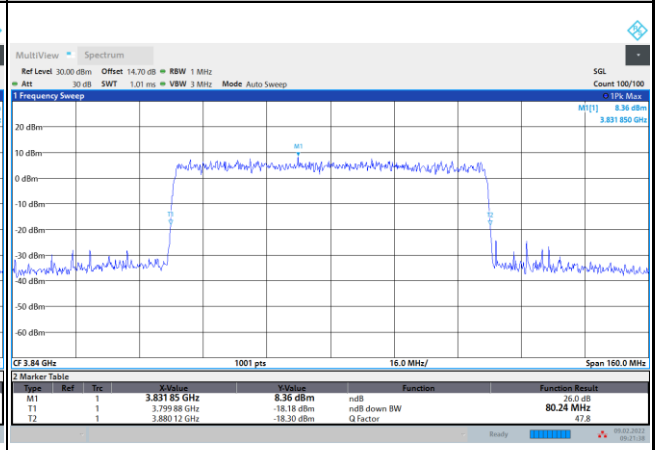 MultiView Spectrum
Ref Level 30.00 dBm Offset 14.70 dB RBW 1 MHz SGL
Att 30 dB SWT 1.01 ms VBW 3 MHz Mode Auto Sweep Count 100/100
1 Frequency Sweep 1Pk Max
M1[1] 8.36 dBm
3.831 850 GHz
20 dBm
M1
10 dBm
0 dBm
-10 dBm
T1 T2
-20 dBm
-30 dBm
-40 dBm
-50 dBm
-60 dBm
CF 3.84 GHz 1001 pts 16.0 MHz/ Span 160.0 MHz
2 Marker Table
Type Ref Trc X-Value Y-Value Function Function Result
M1 1 3.831 85 GHz 8.36 dBm ndB 26.0 dB
T1 1 3.799 88 GHz -18.18 dBm ndB down BW 80.24 MHz
T2 1 3.880 12 GHz -18.30 dBm Q Factor 47.8
Ready 09.02.2022
09:21:38